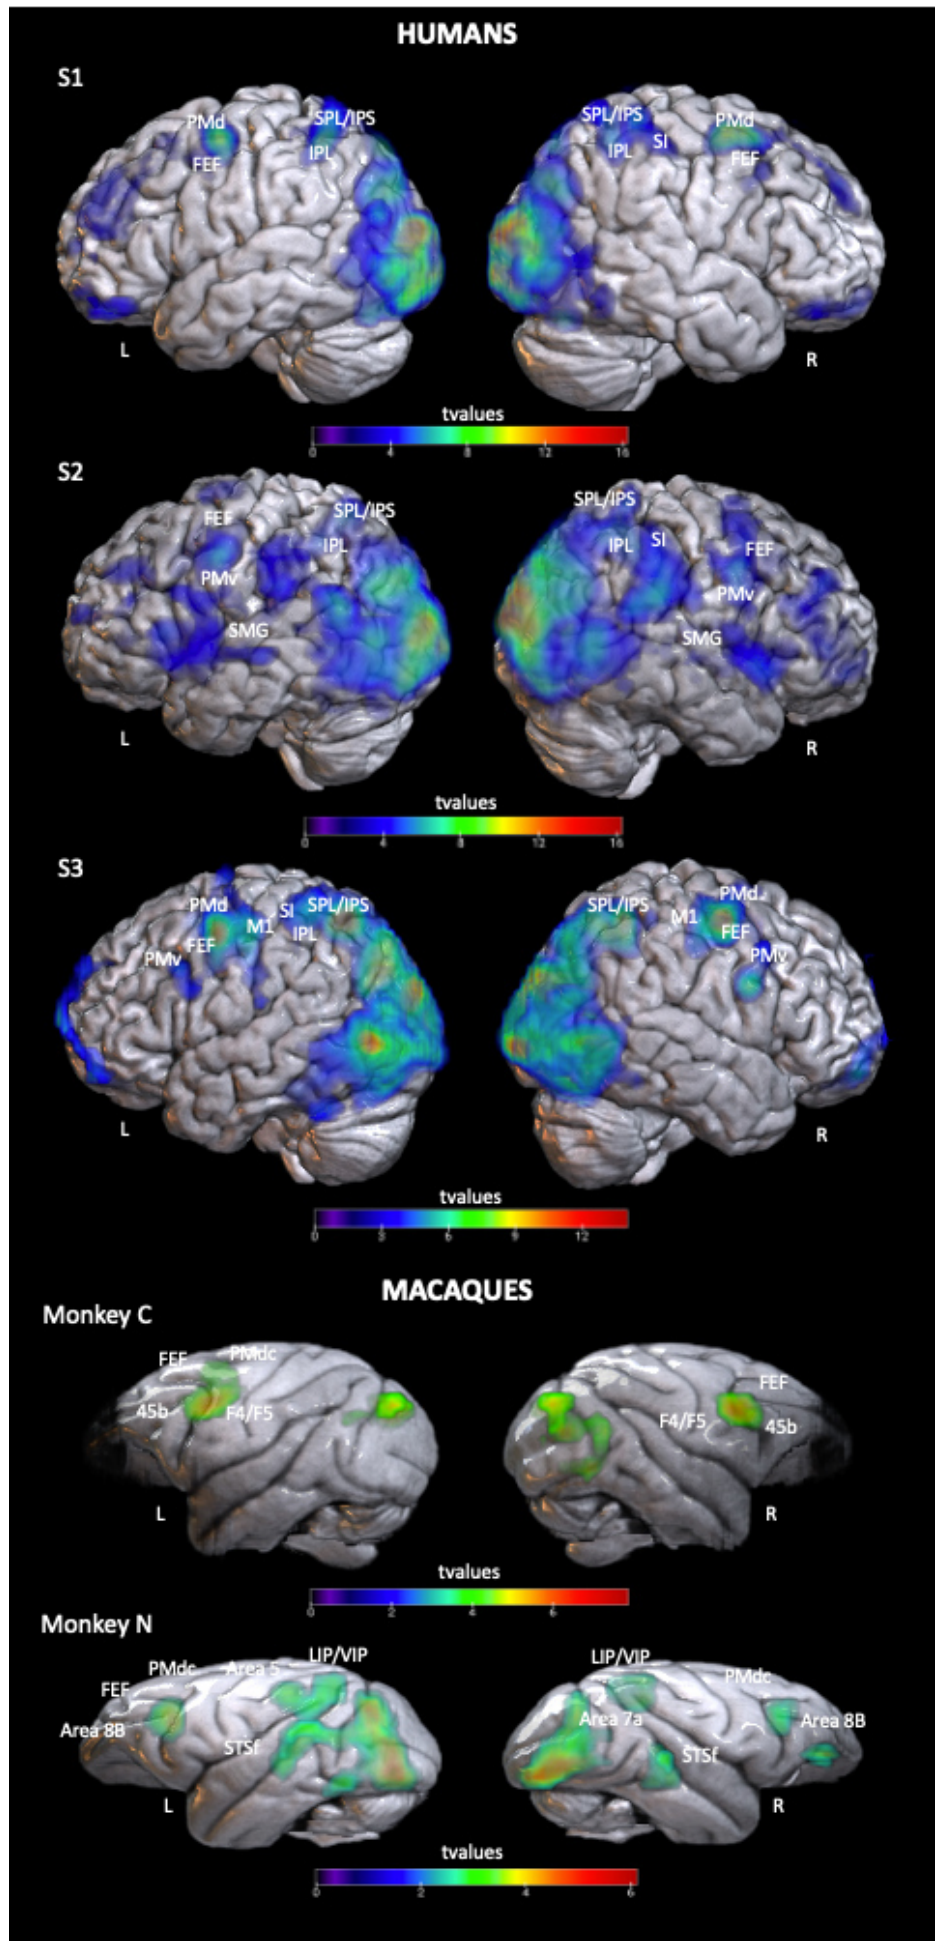 HUMANS
S1
PMd
FEF
SPL/IPS
IPL
SPL/IPS
IPL
SI
PMd
FEF
L
R
tvalues
0 4 8 12 16
S2
FEF
PMv
SMG
SPL/IPS
IPL
SPL/IPS
IPL
SI
FEF
PMv
SMG
L
R
tvalues
0 4 8 12 16
S3
PMd
FEF
PMv
M1
SI
SPL/IPS
IPL
SPL/IPS
M1
PMd
FEF
PMv
L
R
tvalues
0 3 6 9 12
MACAQUES
Monkey C
FEF
PMdc
45b
F4/F5
FEF
F4/F5
45b
L
R
tvalues
0 2 4 6
Monkey N
LIP/VIP
PMdc
Area 5
FEF
Area 8B
STSf
LIP/VIP
PMdc
Area 7a
Area 8B
STSf
L
R
tvalues
0 2 4 6